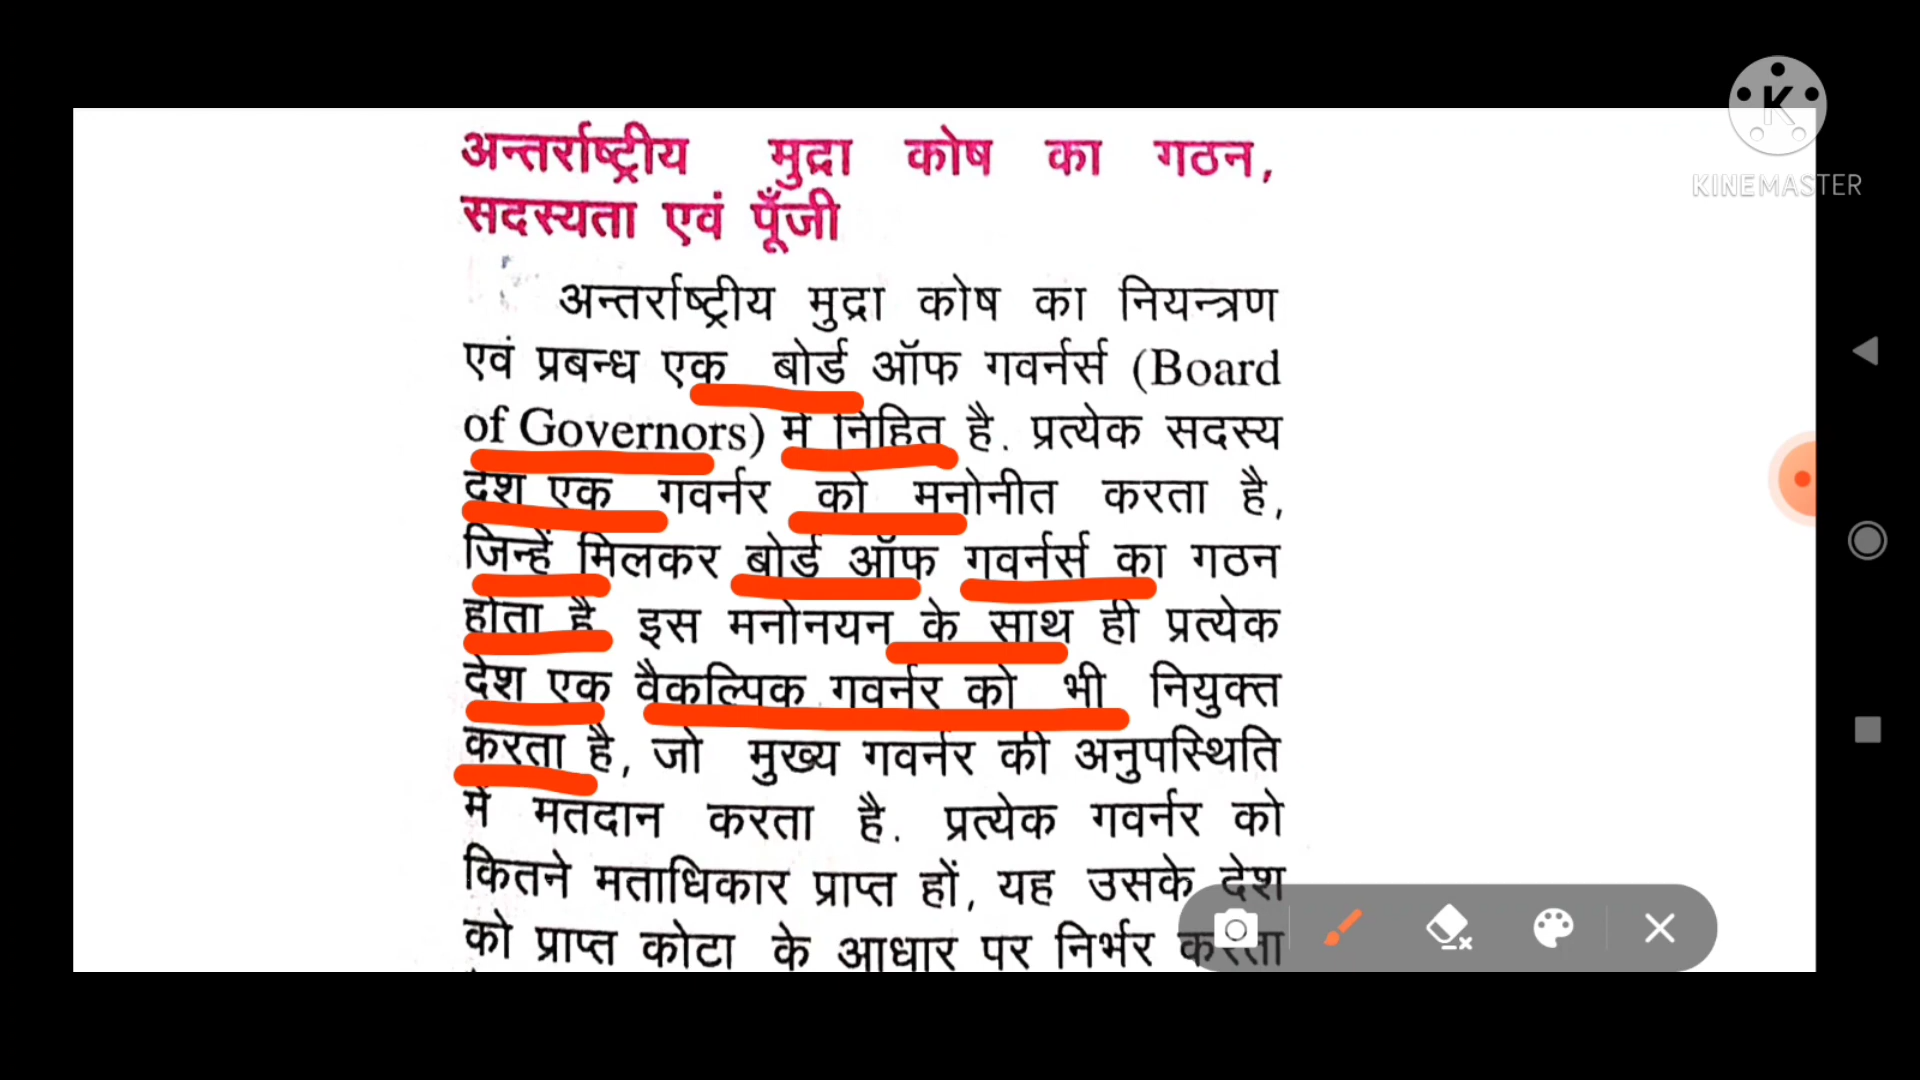 अन्तर्राष्ट्रीय मुद्रा कोष का गठन,
सदस्यता एवं पूँजी
अन्तर्राष्ट्रीय मुद्रा कोष का नियन्त्रण
एवं प्रबन्ध एक बोर्ड ऑफ गवर्नर्स (Board
of Governors) में निहित है. प्रत्येक सदस्य
देश एक गवर्नर को मनोनीत करता है,
जिन्हें मिलकर बोर्ड ऑफ गवर्नर्स का गठन
होता है इस मनोनयन के साथ ही प्रत्येक
देश एक वैकल्पिक गवर्नर को भी नियुक्त
करता है, जो मुख्य गवर्नर की अनुपस्थिति
में मतदान करता है. प्रत्येक गवर्नर को
कितने मताधिकार प्राप्त हों, यह उसके देश
को प्राप्त कोटा के आधार पर निर्भर करता
K
KINEMASTER